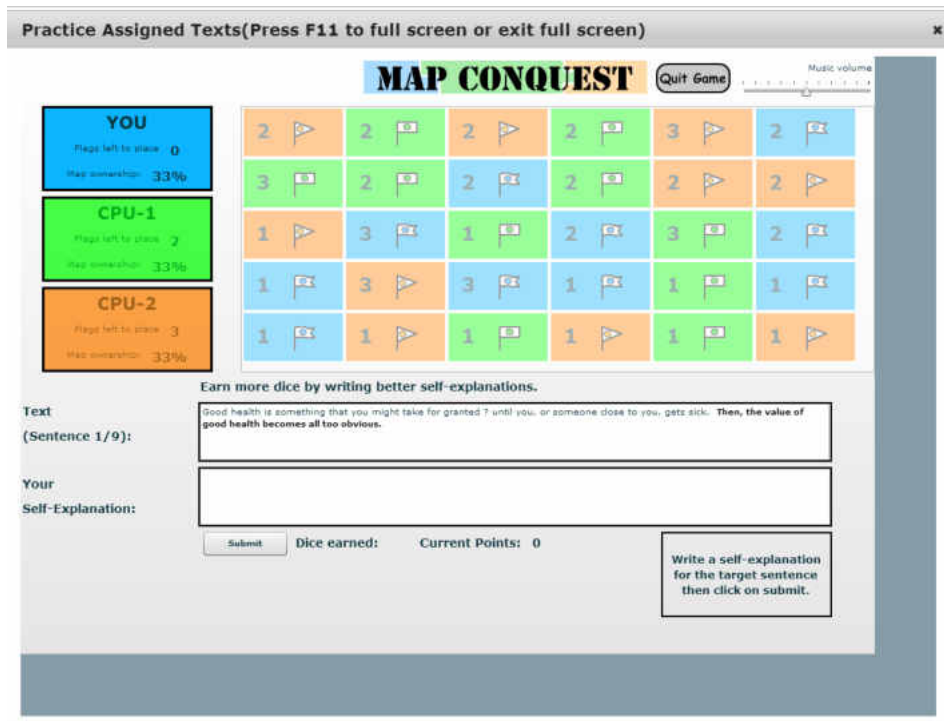 Practice Assigned Texts(Press F11 to full screen or exit full screen) ×
MAP CONQUEST
Quit Game
Music volume
YOU
Flags left to place 0
Map ownership: 33%
CPU-1
Flags left to place 2
Map ownership: 33%
CPU-2
Flags left to place 3
Map ownership: 33%
2 2 2 2 3 2
3 2 2 2 2 2
1 3 1 2 3 2
1 3 3 1 1 1
1 1 1 1 1 1
Earn more dice by writing better self-explanations.
Text
(Sentence 1/9):
Good health is something that you might take for granted ? until you, or someone close to you, gets sick. Then, the value of
good health becomes all too obvious.
Your
Self-Explanation:
Submit Dice earned: Current Points: 0
Write a self-explanation
for the target sentence
then click on submit.